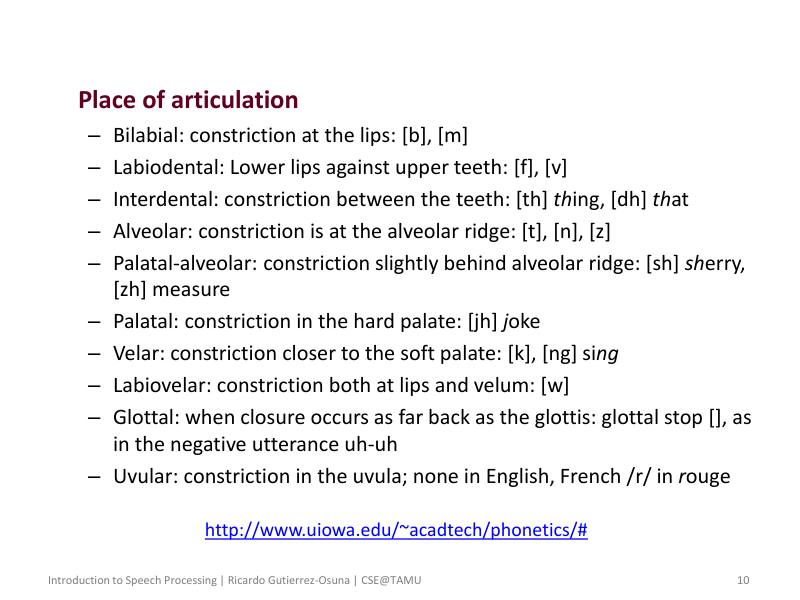 Place of articulation
– Bilabial: constriction at the lips: [b], [m]
– Labiodental: Lower lips against upper teeth: [f], [v]
– Interdental: constriction between the teeth: [th] thing, [dh] that
– Alveolar: constriction is at the alveolar ridge: [t], [n], [z]
– Palatal-alveolar: constriction slightly behind alveolar ridge: [sh] sherry,
[zh] measure
– Palatal: constriction in the hard palate: [jh] joke
– Velar: constriction closer to the soft palate: [k], [ng] sing
– Labiovelar: constriction both at lips and velum: [w]
– Glottal: when closure occurs as far back as the glottis: glottal stop [], as
in the negative utterance uh-uh
– Uvular: constriction in the uvula; none in English, French /r/ in rouge
http://www.uiowa.edu/~acadtech/phonetics/#
Introduction to Speech Processing | Ricardo Gutierrez-Osuna | CSE@TAMU 10